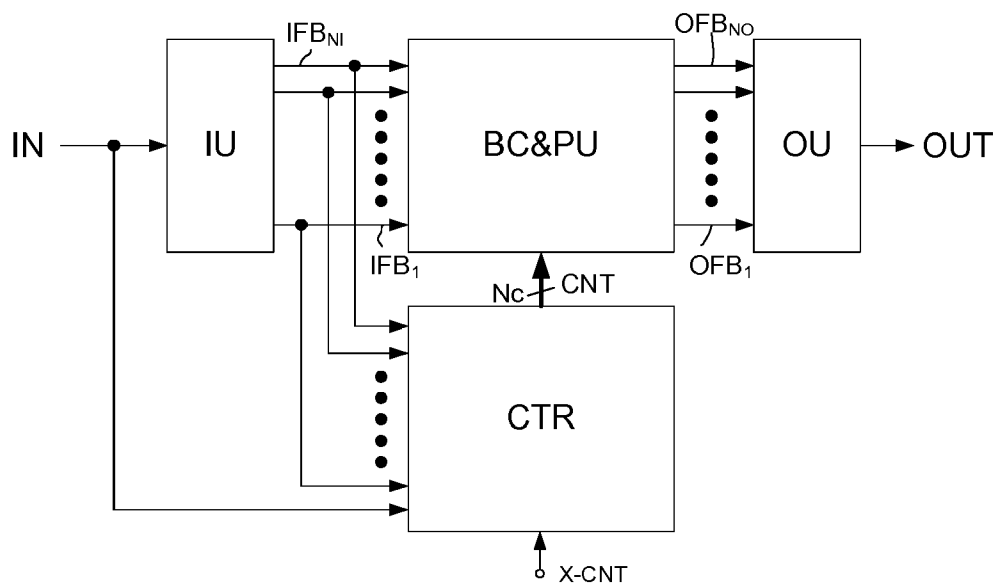 IFB_NI
OFB_NO
IN
IU
BC&PU
OU
OUT
IFB_1
OFB_1
Nc
CNT
CTR
X-CNT